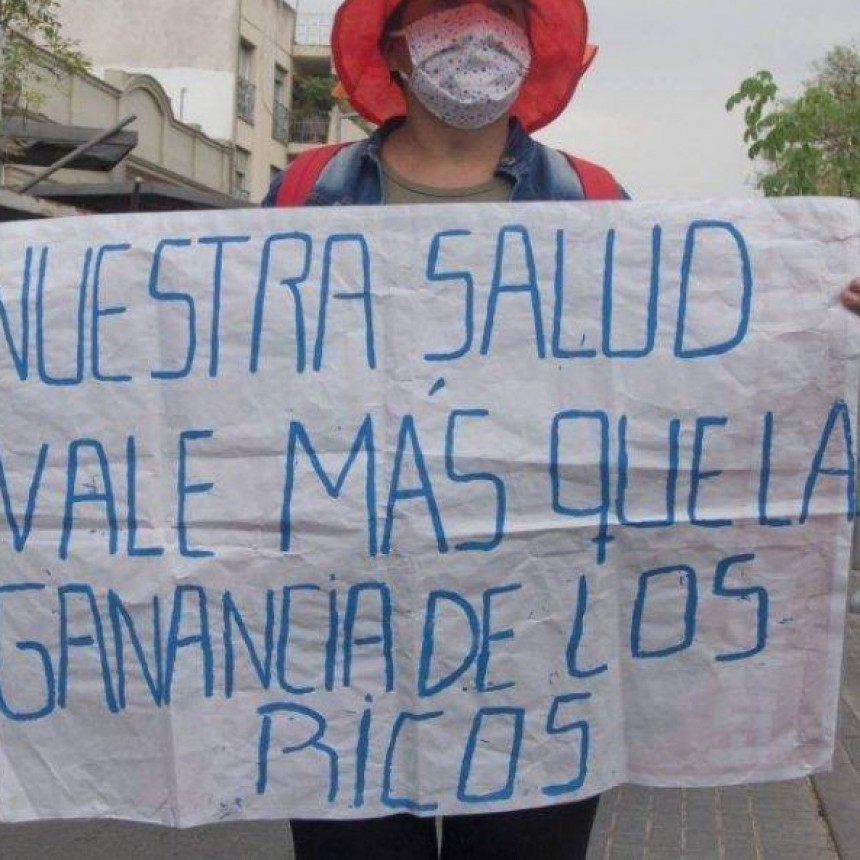 NUESTRA SALUD
VALE MÁS QUE LA
GANANCIA DE LOS
RICOS